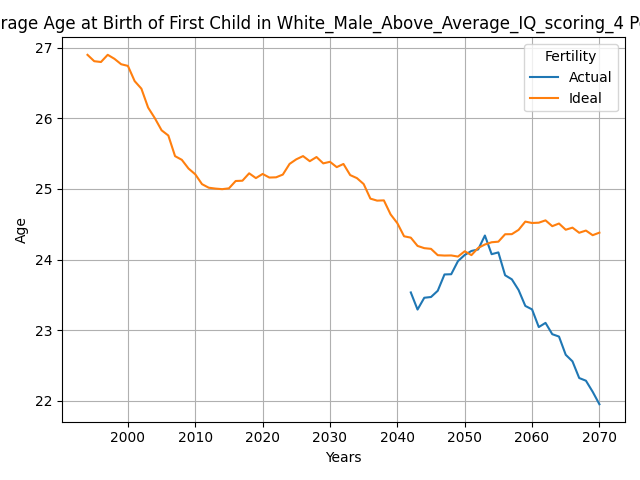 rage Age at Birth of First Child in White_Male_Above_Average_IQ_scoring_4 P
27
26
25
24
23
22
Age
Fertility
Actual
Ideal
2000 2010 2020 2030 2040 2050 2060 2070
Years